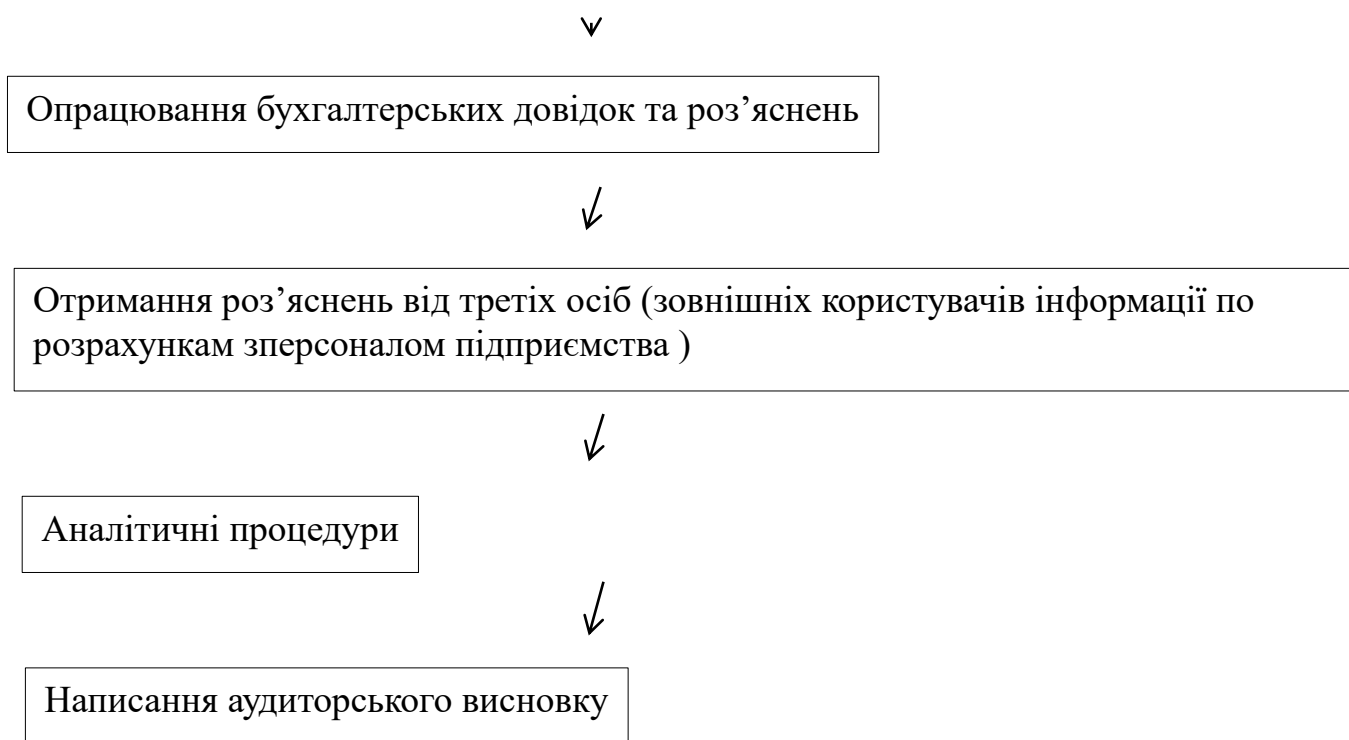 Опрацювання бухгалтерських довідок та роз’яснень
Отримання роз’яснень від третіх осіб (зовнішніх користувачів інформації по
розрахункам зперсоналом підприємства )
Аналітичні процедури
Написання аудиторського висновку